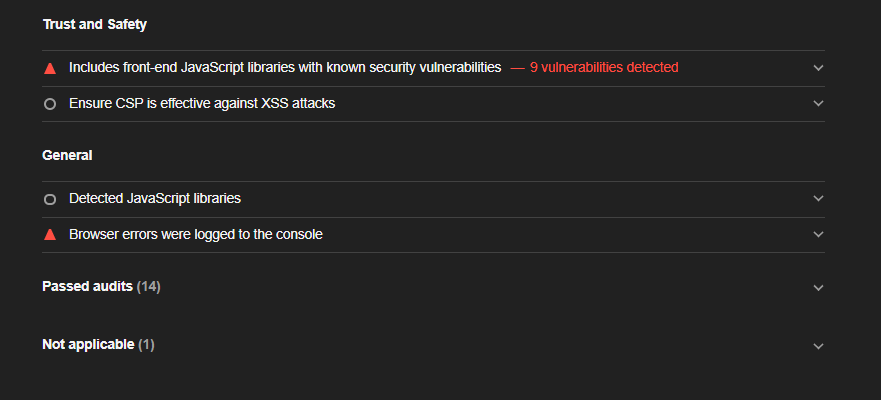 Trust and Safety
Includes front-end JavaScript libraries with known security vulnerabilities — 9 vulnerabilities detected
Ensure CSP is effective against XSS attacks
General
Detected JavaScript libraries
Browser errors were logged to the console
Passed audits (14)
Not applicable (1)